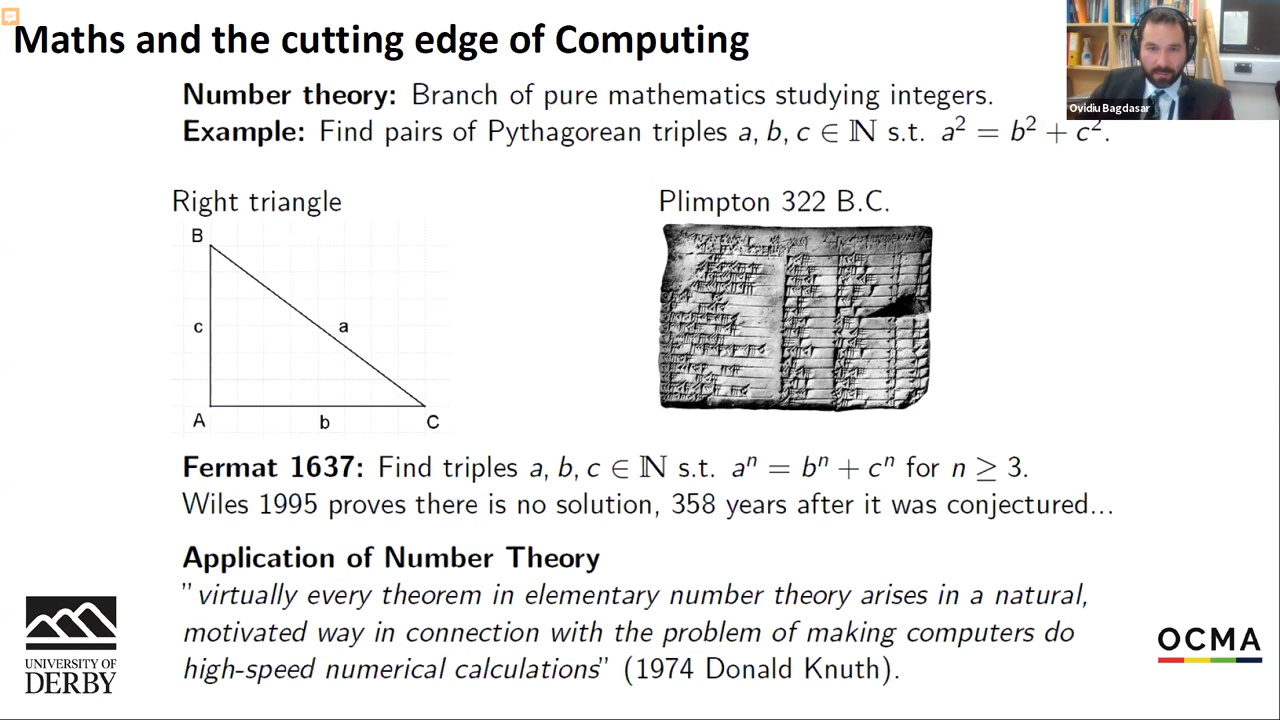 Maths and the cutting edge of Computing
Ovidiu Bagdasar
Number theory: Branch of pure mathematics studying integers.
Example: Find pairs of Pythagorean triples a, b, c ∈ ℕ s.t. a² = b² + c².
Right triangle
B
c
a
A
b
C
Plimpton 322 B.C.
Fermat 1637: Find triples a, b, c ∈ ℕ s.t. aⁿ = bⁿ + cⁿ for n ≥ 3.
Wiles 1995 proves there is no solution, 358 years after it was conjectured...
Application of Number Theory
"virtually every theorem in elementary number theory arises in a natural,
motivated way in connection with the problem of making computers do
high-speed numerical calculations" (1974 Donald Knuth).
UNIVERSITY OF
DERBY
OCMA